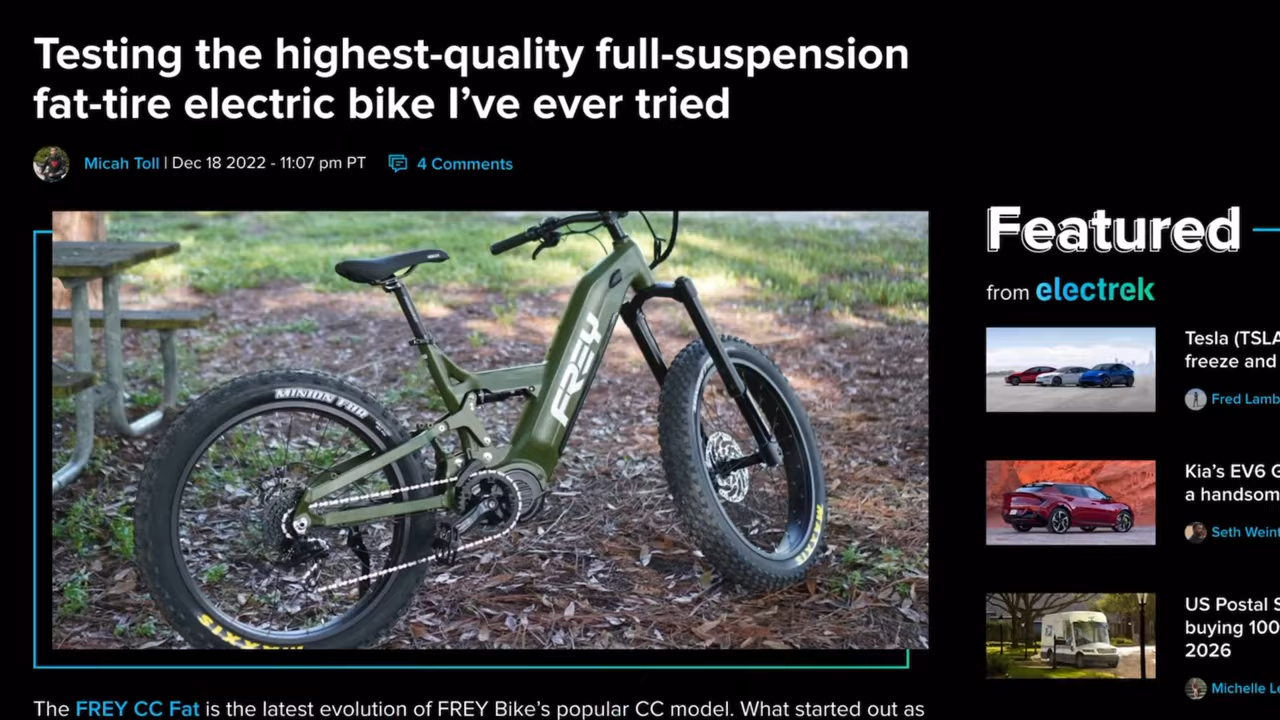 Testing the highest-quality full-suspension
fat-tire electric bike I’ve ever tried
Micah Toll | Dec 18 2022 - 11:07 pm PT
4 Comments
FREY
MINION FBR
MAXXIS
MAXXIS
Featured
from electrek
Tesla (TSLA
freeze and
Fred Lamb
Kia’s EV6 G
a handsom
Seth Weint
US Postal S
buying 100
2026
Michelle Le
The FREY CC Fat is the latest evolution of FREY Bike’s popular CC model. What started out as